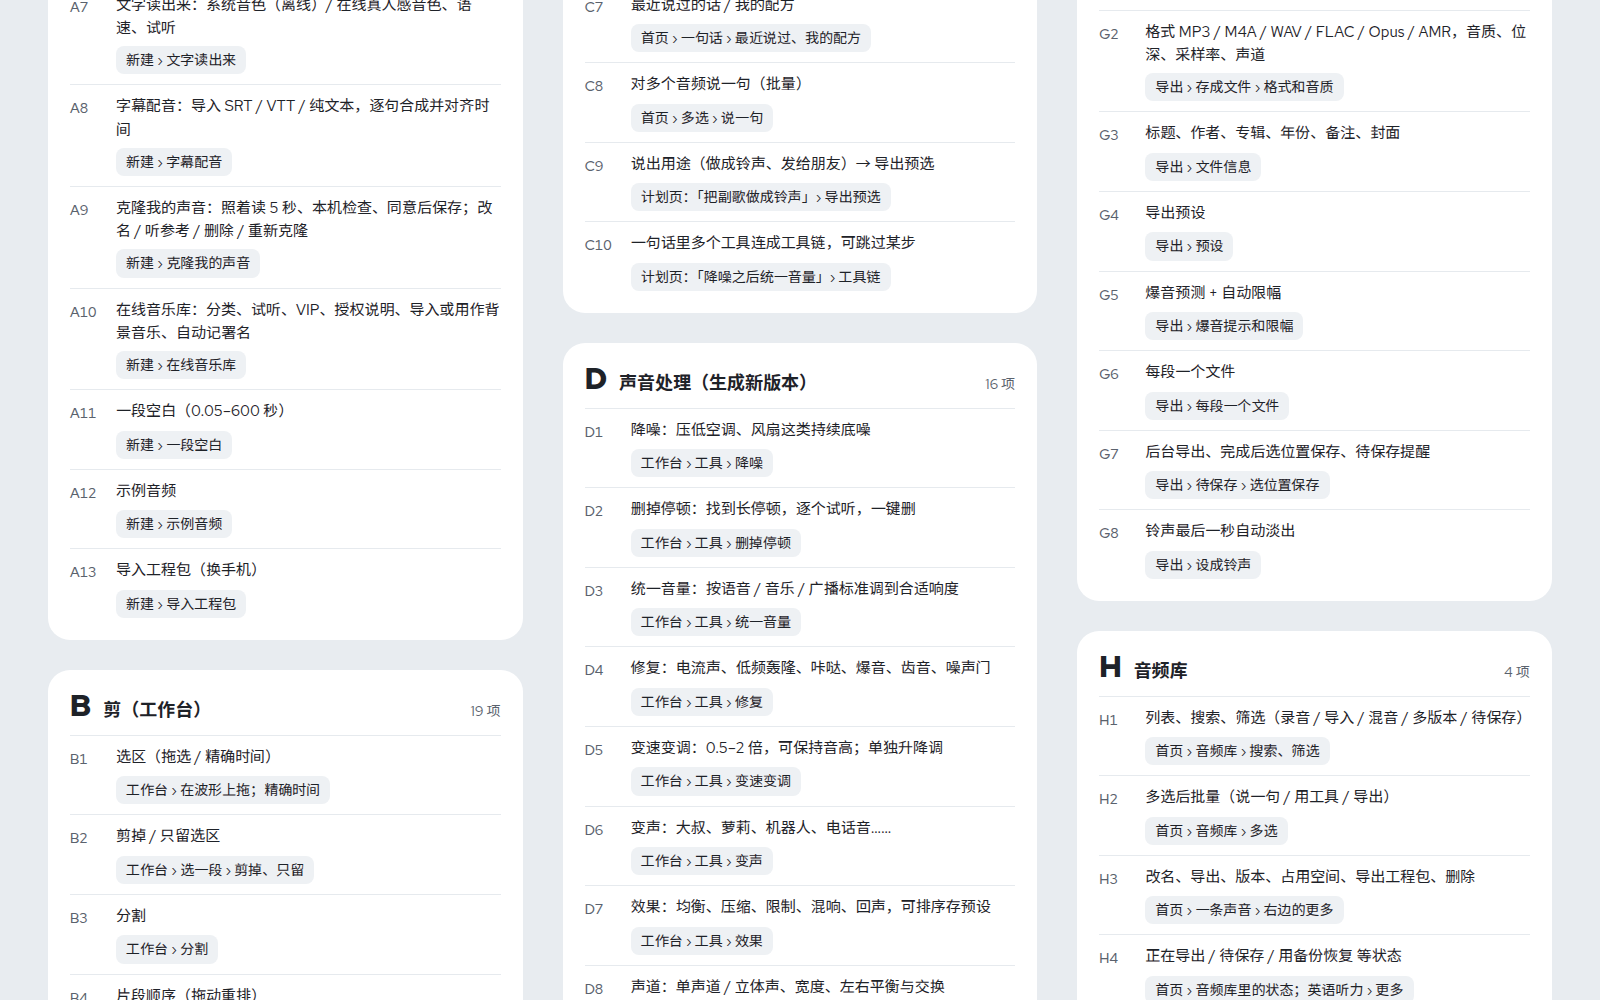 A7
文字读出来：系统音色（离线）/ 在线真人感音色、语
速、试听
新建 › 文字读出来
A8
字幕配音：导入 SRT / VTT / 纯文本，逐句合成并对齐时
间
新建 › 字幕配音
A9
克隆我的声音：照着读 5 秒、本机检查、同意后保存；改
名 / 听参考 / 删除 / 重新克隆
新建 › 克隆我的声音
A10
在线音乐库：分类、试听、VIP、授权说明、导入或用作背
景音乐、自动记署名
新建 › 在线音乐库
A11
一段空白（0.05–600 秒）
新建 › 一段空白
A12
示例音频
新建 › 示例音频
A13
导入工程包（换手机）
新建 › 导入工程包
B 剪（工作台）
19 项
B1
选区（拖选 / 精确时间）
工作台 › 在波形上拖；精确时间
B2
剪掉 / 只留选区
工作台 › 选一段 › 剪掉、只留
B3
分割
工作台 › 分割
B4
片段顺序（拖动重排）
C7
最近说过的话 / 我的配方
首页 › 一句话 › 最近说过、我的配方
C8
对多个音频说一句（批量）
首页 › 多选 › 说一句
C9
说出用途（做成铃声、发给朋友）→ 导出预选
计划页：「把副歌做成铃声」› 导出预选
C10
一句话里多个工具连成工具链，可跳过某步
计划页：「降噪之后统一音量」› 工具链
D 声音处理（生成新版本）
16 项
D1
降噪：压低空调、风扇这类持续底噪
工作台 › 工具 › 降噪
D2
删掉停顿：找到长停顿，逐个试听，一键删
工作台 › 工具 › 删掉停顿
D3
统一音量：按语音 / 音乐 / 广播标准调到合适响度
工作台 › 工具 › 统一音量
D4
修复：电流声、低频轰隆、咔哒、爆音、齿音、噪声门
工作台 › 工具 › 修复
D5
变速变调：0.5–2 倍，可保持音高；单独升降调
工作台 › 工具 › 变速变调
D6
变声：大叔、萝莉、机器人、电话音……
工作台 › 工具 › 变声
D7
效果：均衡、压缩、限制、混响、回声，可排序存预设
工作台 › 工具 › 效果
D8
声道：单声道 / 立体声、宽度、左右平衡与交换
G2
格式 MP3 / M4A / WAV / FLAC / Opus / AMR，音质、位
深、采样率、声道
导出 › 存成文件 › 格式和音质
G3
标题、作者、专辑、年份、备注、封面
导出 › 文件信息
G4
导出预设
导出 › 预设
G5
爆音预测 + 自动限幅
导出 › 爆音提示和限幅
G6
每段一个文件
导出 › 每段一个文件
G7
后台导出、完成后选位置保存、待保存提醒
导出 › 待保存 › 选位置保存
G8
铃声最后一秒自动淡出
导出 › 设成铃声
H 音频库
4 项
H1
列表、搜索、筛选（录音 / 导入 / 混音 / 多版本 / 待保存）
首页 › 音频库 › 搜索、筛选
H2
多选后批量（说一句 / 用工具 / 导出）
首页 › 音频库 › 多选
H3
改名、导出、版本、占用空间、导出工程包、删除
首页 › 一条声音 › 右边的更多
H4
正在导出 / 待保存 / 用备份恢复 等状态
首页 › 音频库里的状态；英语听力 › 更多